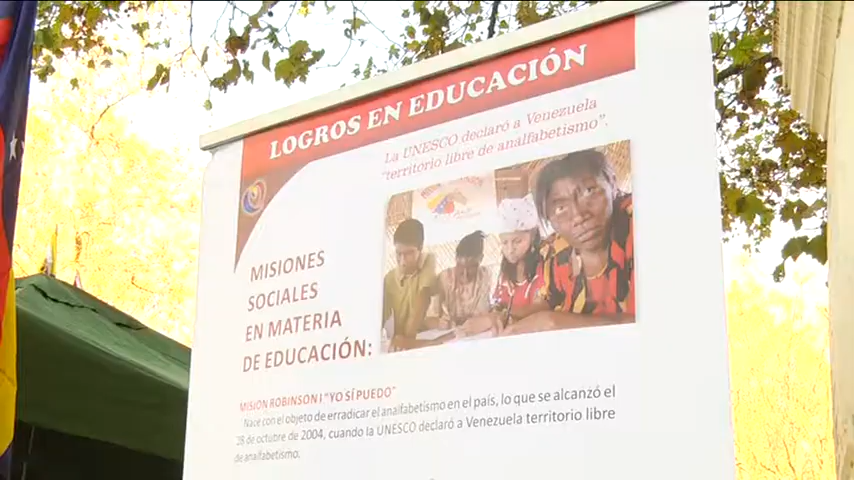 LOGROS EN EDUCACIÓN
La UNESCO declaró a Venezuela
"territorio libre de analfabetismo".
MISIONES
SOCIALES
EN MATERIA
DE EDUCACIÓN:
MISIÓN ROBINSON I "YO SÍ PUEDO"
Nace con el objeto de erradicar el analfabetismo en el país, lo que se alcanzó el
28 de octubre de 2004, cuando la UNESCO declaró a Venezuela territorio libre
de analfabetismo.